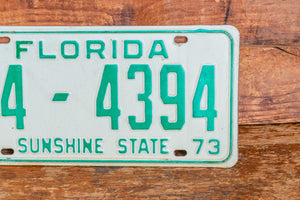 FLORIDA
4 - 4394
SUNSHINE STATE 73